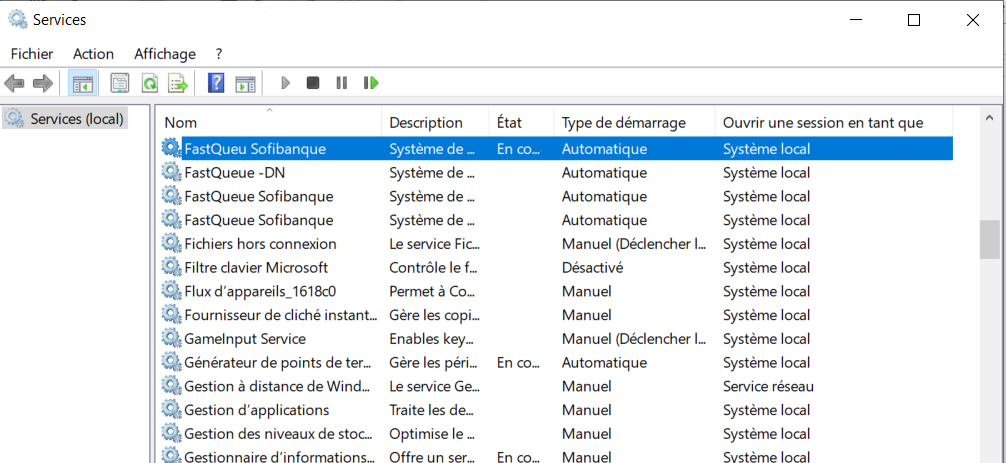 Services
Fichier Action Affichage ?
Services (local)
Nom Description État Type de démarrage Ouvrir une session en tant que
FastQueu Sofibanque Système de ... En co... Automatique Système local
FastQueue -DN Système de ... Automatique Système local
FastQueue Sofibanque Système de ... Automatique Système local
FastQueue Sofibanque Système de ... Automatique Système local
Fichiers hors connexion Le service Fic... Manuel (Déclencher l... Système local
Filtre clavier Microsoft Contrôle le f... Désactivé Système local
Flux d'appareils_1618c0 Permet à Co... Manuel Système local
Fournisseur de cliché instant... Gère les copi... Manuel Système local
GameInput Service Enables key... Manuel (Déclencher l... Système local
Générateur de points de ter... Gère les péri... En co... Automatique Système local
Gestion à distance de Wind... Le service Ge... Manuel Service réseau
Gestion d'applications Traite les de... Manuel Système local
Gestion des niveaux de stoc... Optimise le ... Manuel Système local
Gestionnaire d'informations... Offre un ser... En co... Manuel Système local